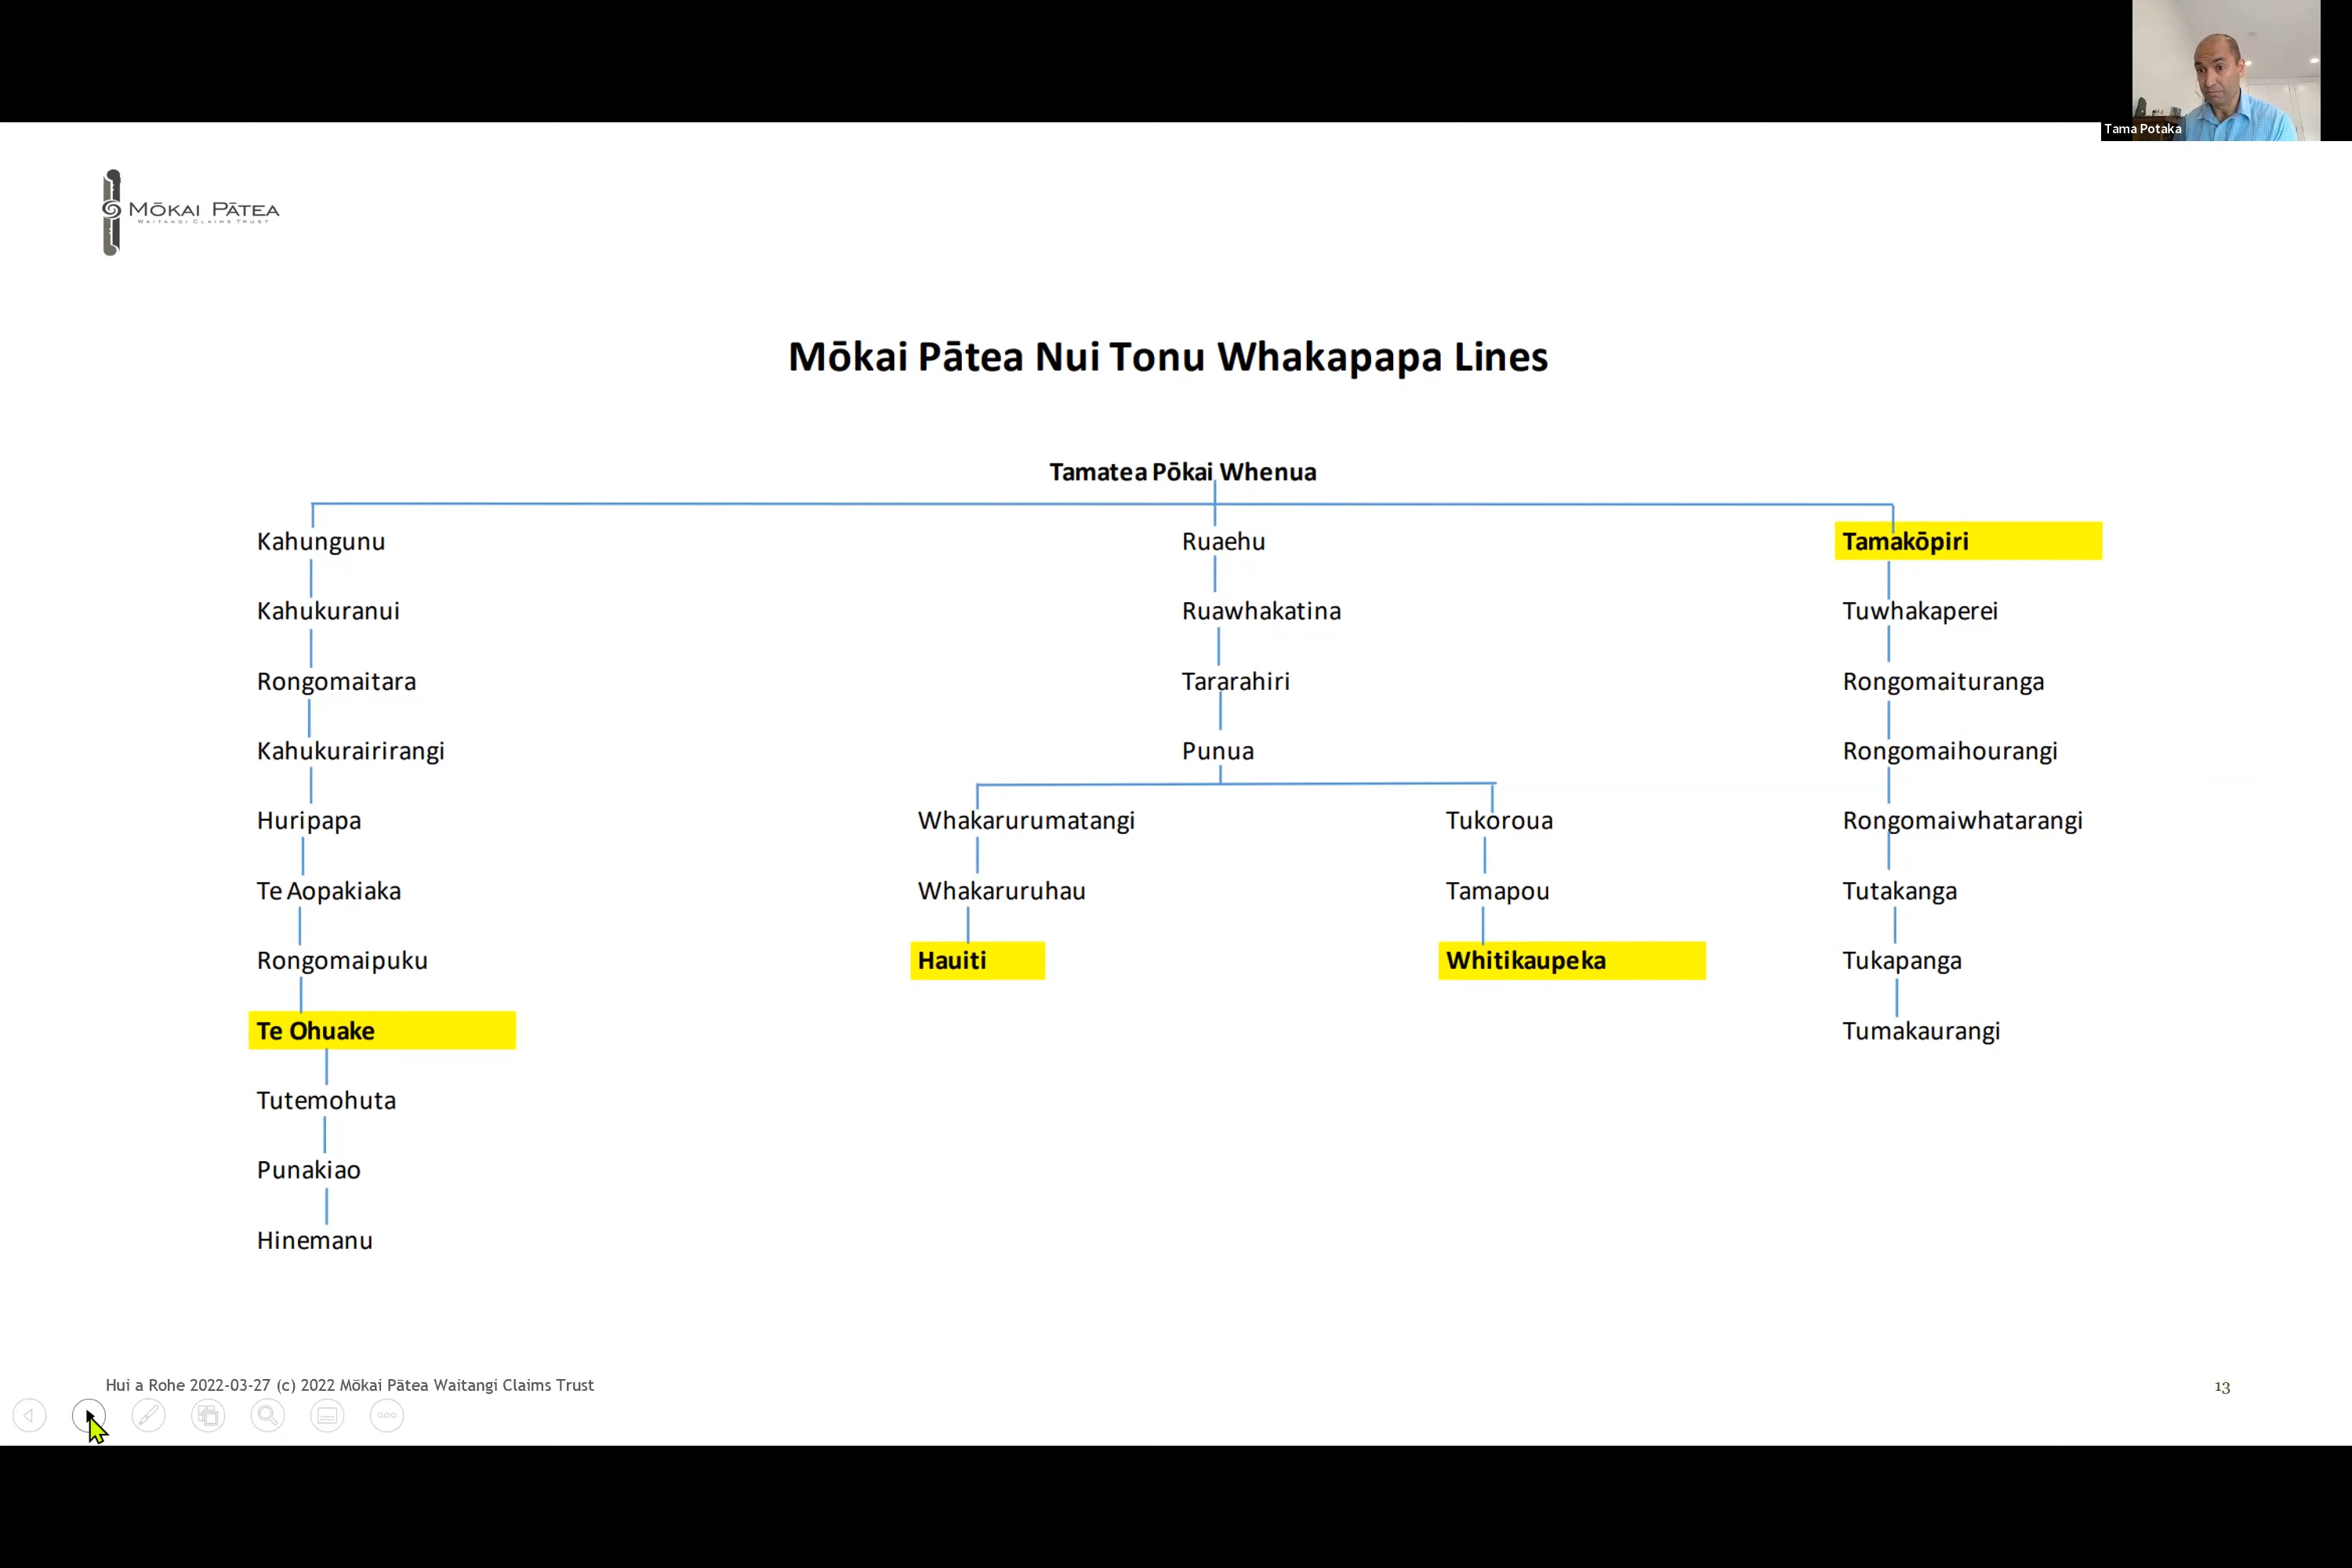 Tama Potaka
MŌKAI PĀTEA
WAITANGI CLAIMS TRUST
Mōkai Pātea Nui Tonu Whakapapa Lines
Tamatea Pōkai Whenua
Kahungunu Ruaehu Tamakōpiri
Kahukuranui Ruawhakatina Tuwhakaperei
Rongomaitara Tararahiri Rongomaituranga
Kahukurairirangi Punua Rongomaihourangi
Huripapa Whakarurumatangi Tukoroua Rongomaiwhatarangi
Te Aopakiaka Whakaruruhau Tamapou Tutakanga
Rongomaipuku Hauiti Whitikaupeka Tukapanga
Te Ohuake Tumakaurangi
Tutemohuta
Punakiao
Hinemanu
Hui a Rohe 2022-03-27 (c) 2022 Mōkai Pātea Waitangi Claims Trust
13